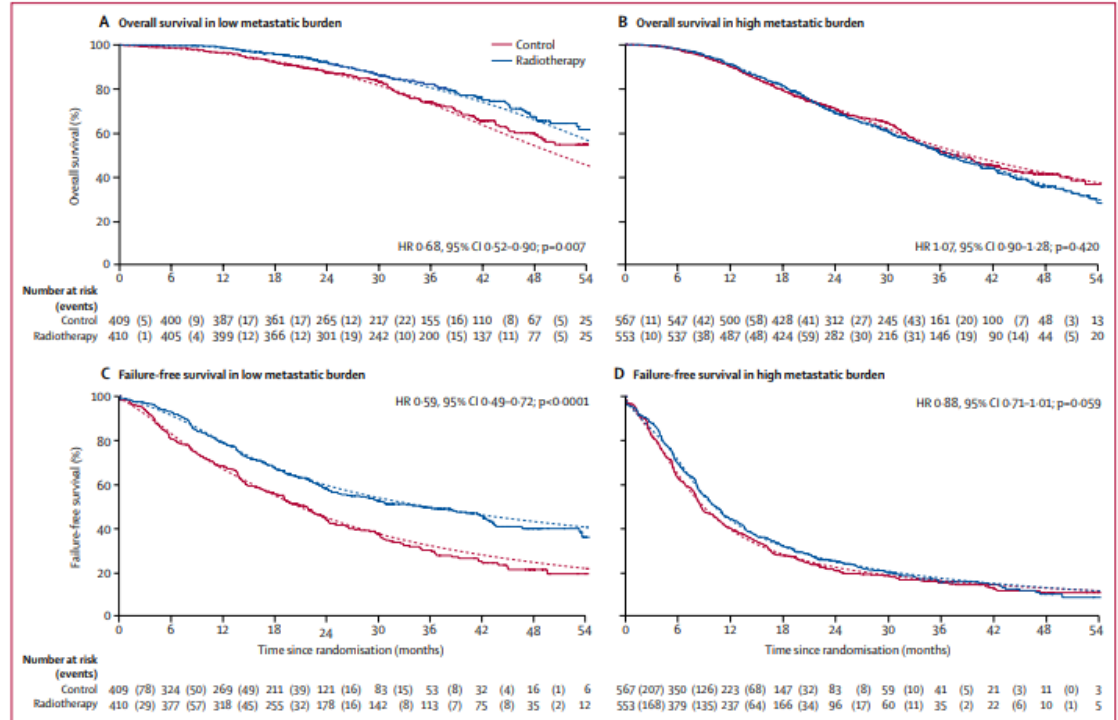 A Overall survival in low metastatic burden
Control
Radiotherapy
Overall survival (%)
100
80
60
40
20
0
HR 0·68, 95% CI 0·52–0·90; p=0·007
0 6 12 18 24 30 36 42 48 54
Number at risk
(events)
Control 409 (5) 400 (9) 387 (17) 361 (17) 265 (12) 217 (22) 155 (16) 110 (8) 67 (5) 25
Radiotherapy 410 (1) 405 (4) 399 (12) 366 (12) 301 (19) 242 (10) 200 (15) 137 (11) 77 (5) 25
B Overall survival in high metastatic burden
HR 1·07, 95% CI 0·90–1·28; p=0·420
0 6 12 18 24 30 36 42 48 54
567 (11) 547 (42) 500 (58) 428 (41) 312 (27) 245 (43) 161 (20) 100 (7) 48 (3) 13
553 (10) 537 (38) 487 (48) 424 (59) 282 (30) 216 (31) 146 (19) 90 (14) 44 (5) 20
C Failure-free survival in low metastatic burden
HR 0·59, 95% CI 0·49–0·72; p<0·0001
Failure-free survival (%)
100
80
60
40
20
0
0 6 12 18 24 30 36 42 48 54
Time since randomisation (months)
Number at risk
(events)
Control 409 (78) 324 (50) 269 (49) 211 (39) 121 (16) 83 (15) 53 (8) 32 (4) 16 (1) 6
Radiotherapy 410 (29) 377 (57) 318 (45) 255 (32) 178 (16) 142 (8) 113 (7) 75 (8) 35 (2) 12
D Failure-free survival in high metastatic burden
HR 0·88, 95% CI 0·71–1·01; p=0·059
0 6 12 18 24 30 36 42 48 54
Time since randomisation (months)
567 (207) 350 (126) 223 (68) 147 (32) 83 (8) 59 (10) 41 (5) 21 (3) 11 (0) 3
553 (168) 379 (135) 237 (64) 166 (34) 96 (17) 60 (11) 35 (2) 22 (6) 10 (1) 5